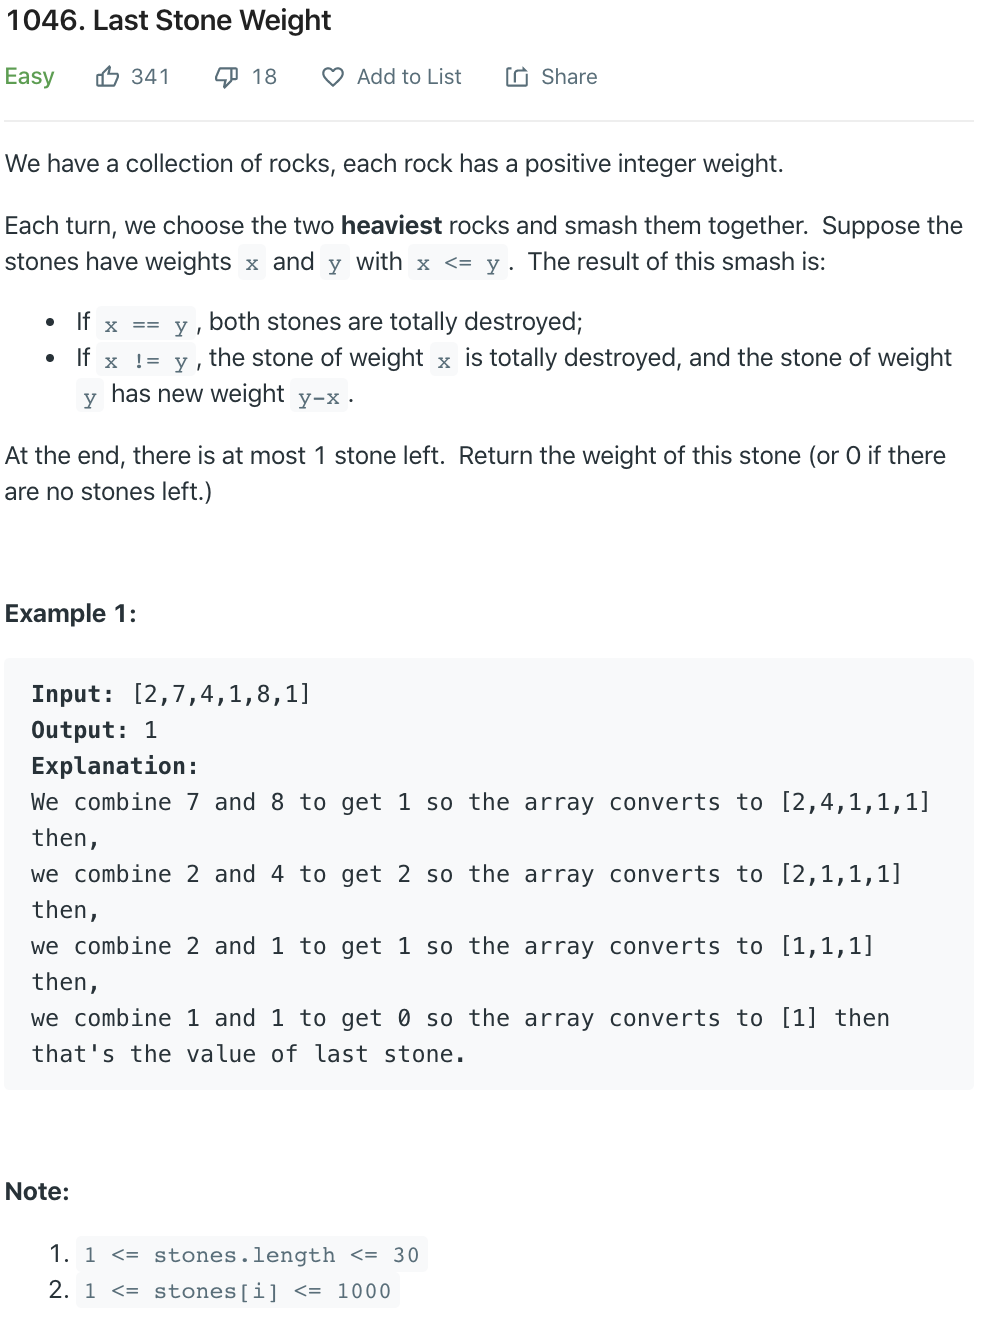 1046. Last Stone Weight
Easy 341 18 Add to List Share
We have a collection of rocks, each rock has a positive integer weight.
Each turn, we choose the two heaviest rocks and smash them together.  Suppose the
stones have weights x and y with x <= y.  The result of this smash is:
• If x == y, both stones are totally destroyed;
• If x != y, the stone of weight x is totally destroyed, and the stone of weight
y has new weight y-x.
At the end, there is at most 1 stone left.  Return the weight of this stone (or 0 if there
are no stones left.)
Example 1:
Input: [2,7,4,1,8,1]
Output: 1
Explanation:
We combine 7 and 8 to get 1 so the array converts to [2,4,1,1,1]
then,
we combine 2 and 4 to get 2 so the array converts to [2,1,1,1]
then,
we combine 2 and 1 to get 1 so the array converts to [1,1,1]
then,
we combine 1 and 1 to get 0 so the array converts to [1] then
that's the value of last stone.
Note:
1. 1 <= stones.length <= 30
2. 1 <= stones[i] <= 1000